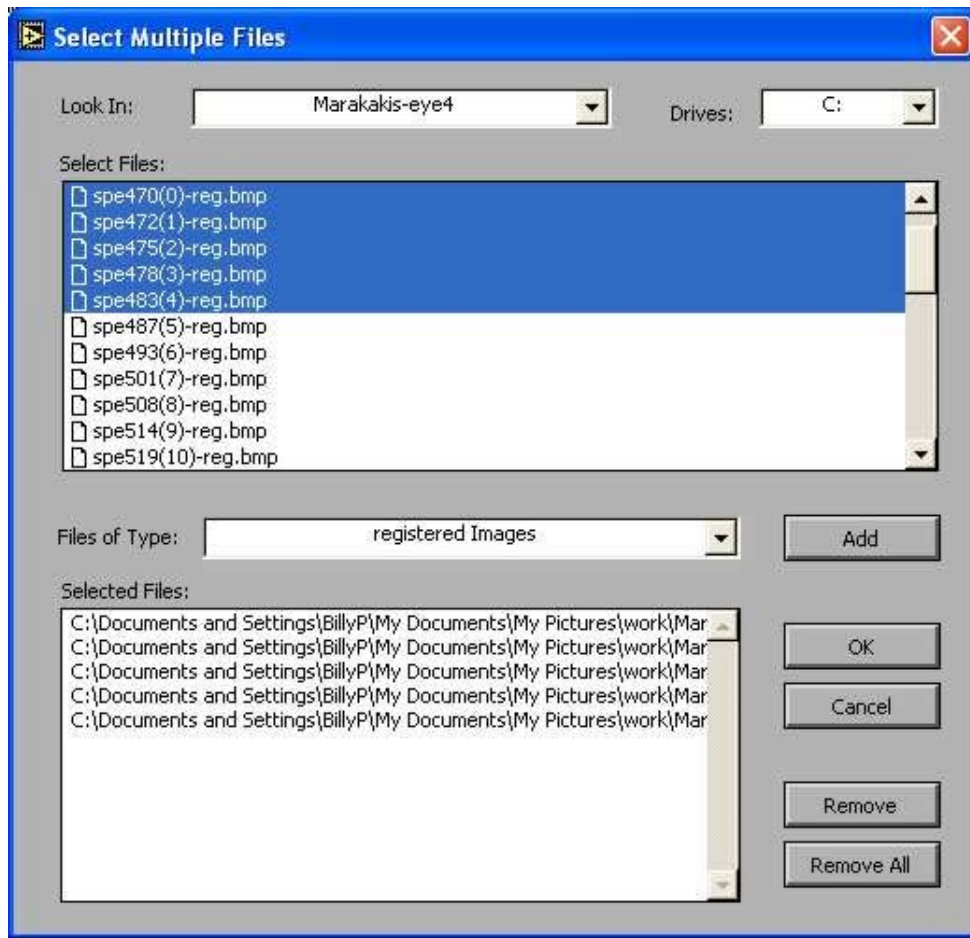 Select Multiple Files
Look In: Marakakis-eye4 Drives: C:
Select Files:
spe470(0)-reg.bmp
spe472(1)-reg.bmp
spe475(2)-reg.bmp
spe478(3)-reg.bmp
spe483(4)-reg.bmp
spe487(5)-reg.bmp
spe493(6)-reg.bmp
spe501(7)-reg.bmp
spe508(8)-reg.bmp
spe514(9)-reg.bmp
spe519(10)-reg.bmp
Files of Type: registered Images Add
Selected Files:
C:\Documents and Settings\BillyP\My Documents\My Pictures\work\Mar
C:\Documents and Settings\BillyP\My Documents\My Pictures\work\Mar
C:\Documents and Settings\BillyP\My Documents\My Pictures\work\Mar
C:\Documents and Settings\BillyP\My Documents\My Pictures\work\Mar
C:\Documents and Settings\BillyP\My Documents\My Pictures\work\Mar
OK
Cancel
Remove
Remove All